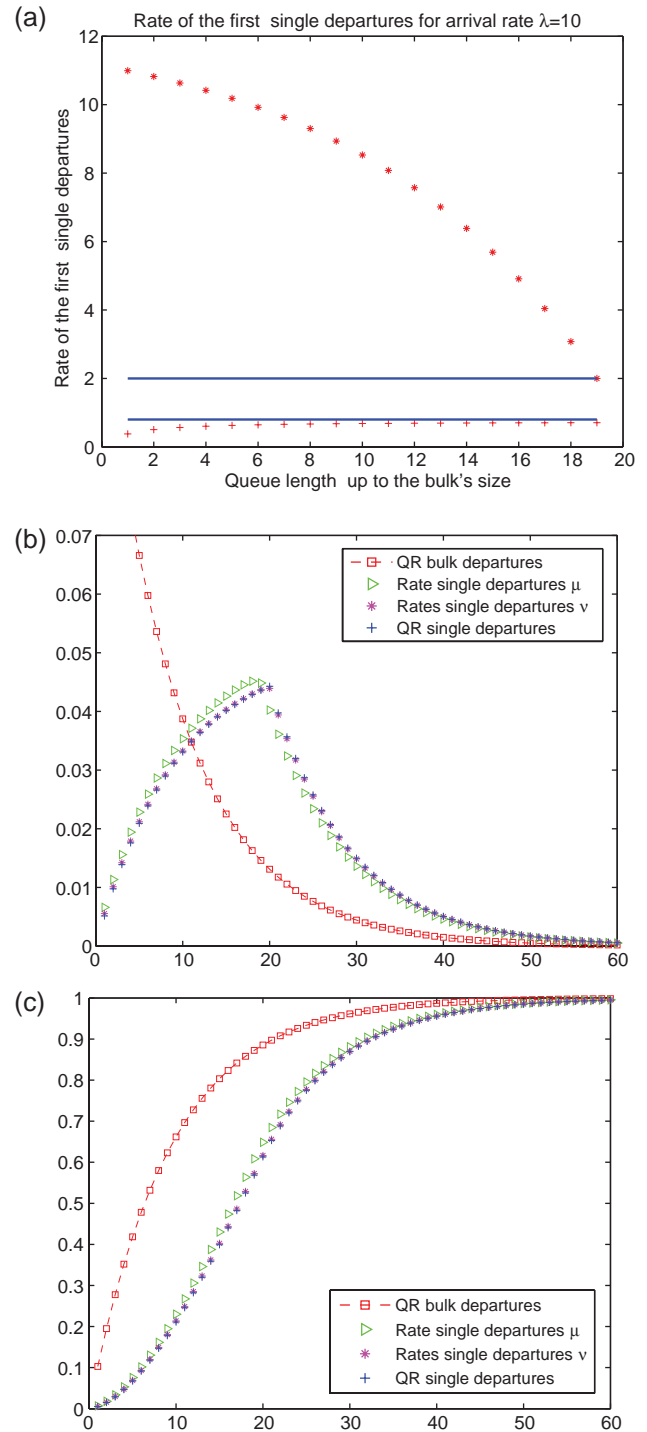 (a)
Rate of the first single departures for arrival rate λ=10
12
10
8
6
4
2
0
Rate of the first single departures
0 2 4 6 8 10 12 14 16 18 20
Queue length up to the bulk's size
(b)
0.07
0.06
0.05
0.04
0.03
0.02
0.01
0
QR bulk departures
Rate single departures μ
Rates single departures ν
QR single departures
0 10 20 30 40 50 60
(c)
1
0.9
0.8
0.7
0.6
0.5
0.4
0.3
0.2
0.1
0
QR bulk departures
Rate single departures μ
Rates single departures ν
QR single departures
0 10 20 30 40 50 60